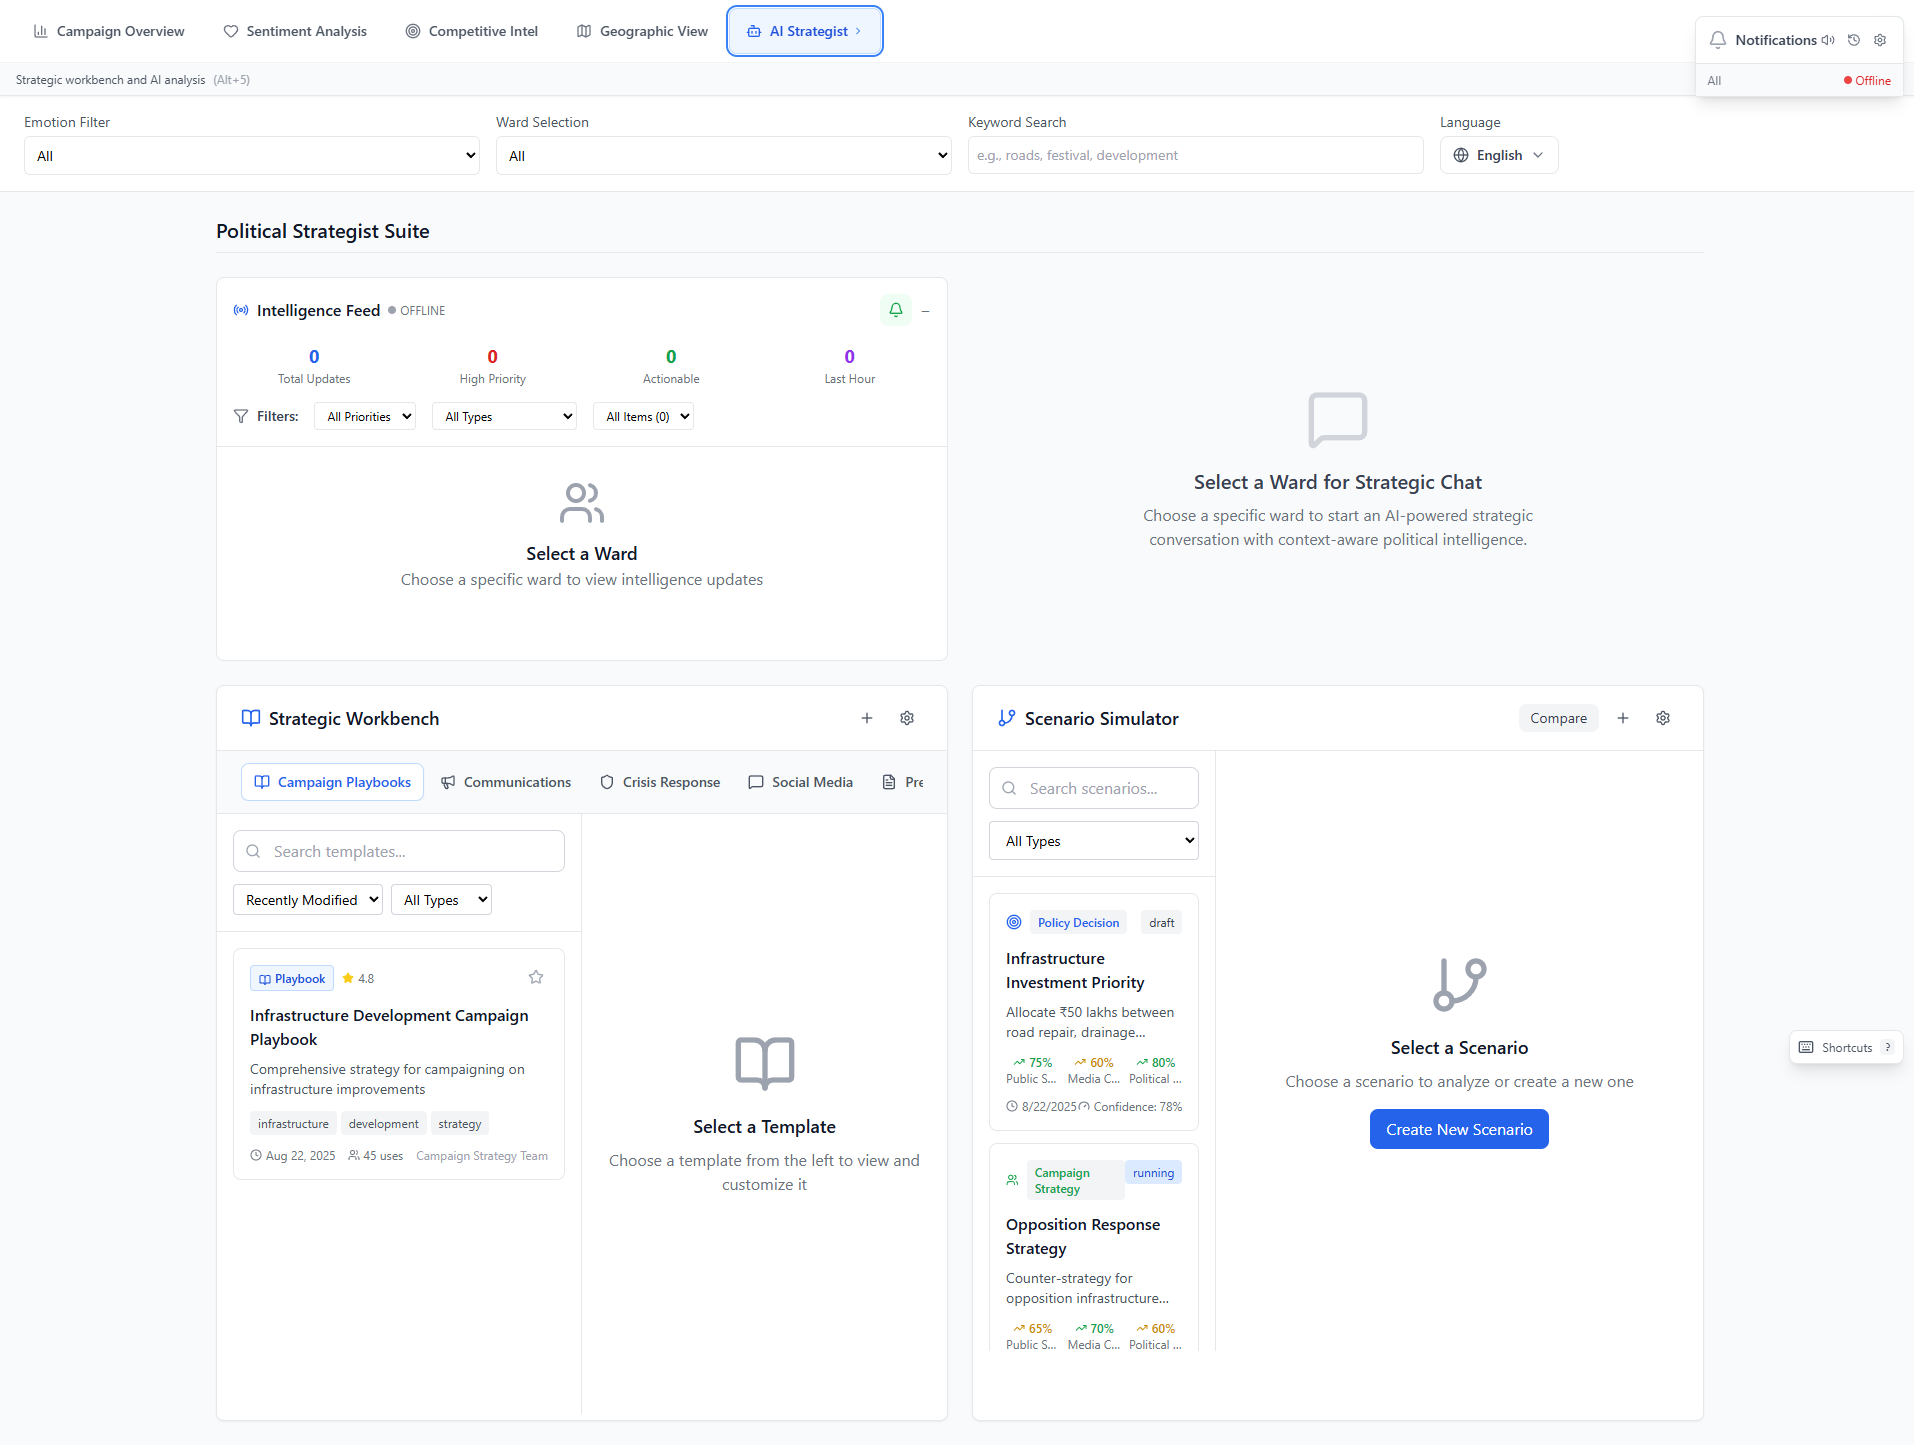 Campaign Overview
Sentiment Analysis
Competitive Intel
Geographic View
AI Strategist
Notifications
Strategic workbench and AI analysis (Alt+5)
All
Offline
Emotion Filter
Ward Selection
Keyword Search
Language
All
All
e.g., roads, festival, development
English
Political Strategist Suite
Intelligence Feed
OFFLINE
0
0
0
0
Total Updates
High Priority
Actionable
Last Hour
Filters:
All Priorities
All Types
All Items (0)
Select a Ward
Choose a specific ward to view intelligence updates
Select a Ward for Strategic Chat
Choose a specific ward to start an AI-powered strategic
conversation with context-aware political intelligence.
Strategic Workbench
Campaign Playbooks
Communications
Crisis Response
Social Media
Pre
Search templates...
Recently Modified
All Types
Playbook
4.8
Infrastructure Development Campaign
Playbook
Comprehensive strategy for campaigning on
infrastructure improvements
infrastructure
development
strategy
Aug 22, 2025
45 uses
Campaign Strategy Team
Select a Template
Choose a template from the left to view and
customize it
Scenario Simulator
Compare
Search scenarios...
All Types
Policy Decision
draft
Infrastructure
Investment Priority
Allocate ₹50 lakhs between
road repair, drainage...
75%
60%
80%
Public S...
Media C...
Political ...
8/22/2025
Confidence: 78%
Campaign
Strategy
running
Opposition Response
Strategy
Counter-strategy for
opposition infrastructure...
65%
70%
60%
Public S...
Media C...
Political ...
Select a Scenario
Choose a scenario to analyze or create a new one
Create New Scenario
Shortcuts ?